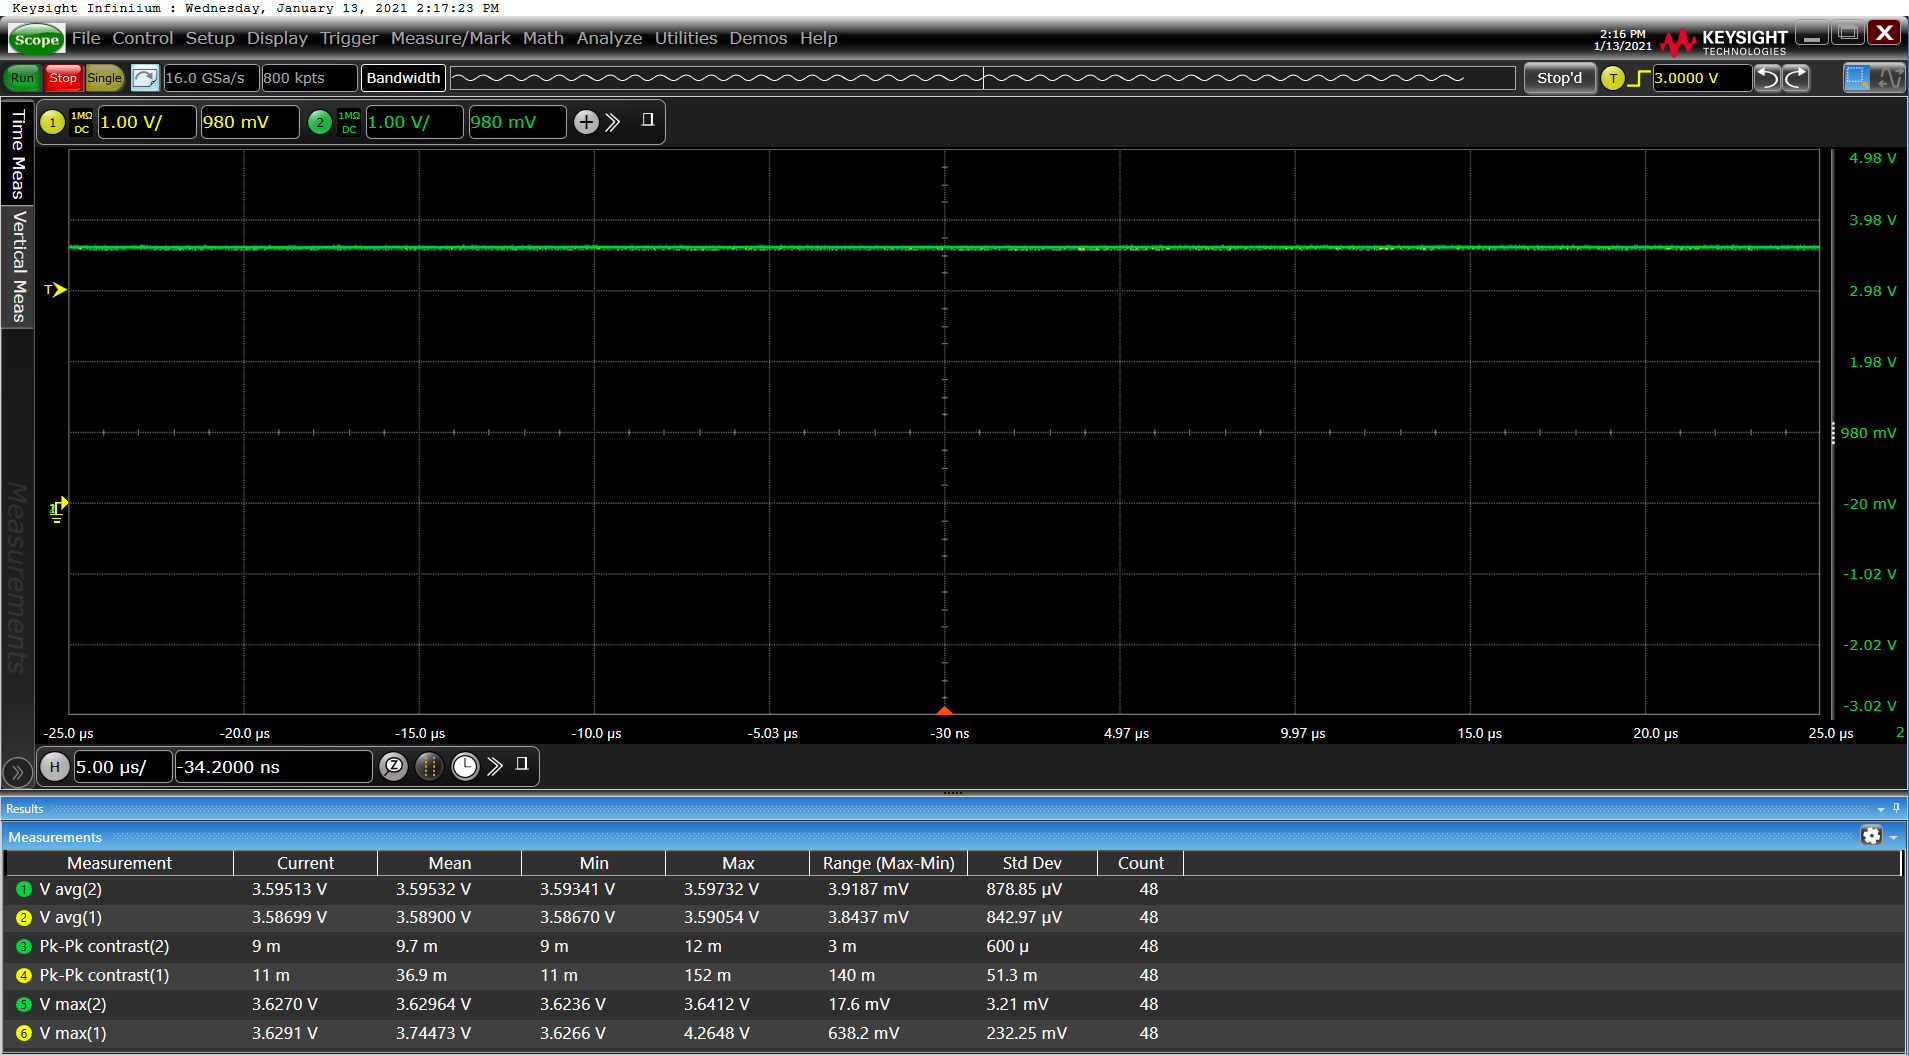 Keysight Infiniium : Wednesday, January 13, 2021 2:17:23 PM
Scope File Control Setup Display Trigger Measure/Mark Math Analyze Utilities Demos Help
2:16 PM
1/13/2021
KEYSIGHT
TECHNOLOGIES
Run Stop Single 16.0 GSa/s 800 kpts Bandwidth Stop'd T 3.0000 V
1 1MΩ DC 1.00 V/ 980 mV 2 1MΩ DC 1.00 V/ 980 mV
Time Meas
Vertical Meas
Measurements
4.98 V
3.98 V
T
2.98 V
1.98 V
980 mV
-20 mV
-1.02 V
-2.02 V
-3.02 V
-25.0 µs -20.0 µs -15.0 µs -10.0 µs -5.03 µs -30 ns 4.97 µs 9.97 µs 15.0 µs 20.0 µs 25.0 µs 2
H 5.00 µs/ -34.2000 ns
Results
Measurements
Measurement Current Mean Min Max Range (Max-Min) Std Dev Count
1 V avg(2) 3.59513 V 3.59532 V 3.59341 V 3.59732 V 3.9187 mV 878.85 µV 48
2 V avg(1) 3.58699 V 3.58900 V 3.58670 V 3.59054 V 3.8437 mV 842.97 µV 48
3 Pk-Pk contrast(2) 9 m 9.7 m 9 m 12 m 3 m 600 µ 48
4 Pk-Pk contrast(1) 11 m 36.9 m 11 m 152 m 140 m 51.3 m 48
5 V max(2) 3.6270 V 3.62964 V 3.6236 V 3.6412 V 17.6 mV 3.21 mV 48
6 V max(1) 3.6291 V 3.74473 V 3.6266 V 4.2648 V 638.2 mV 232.25 mV 48